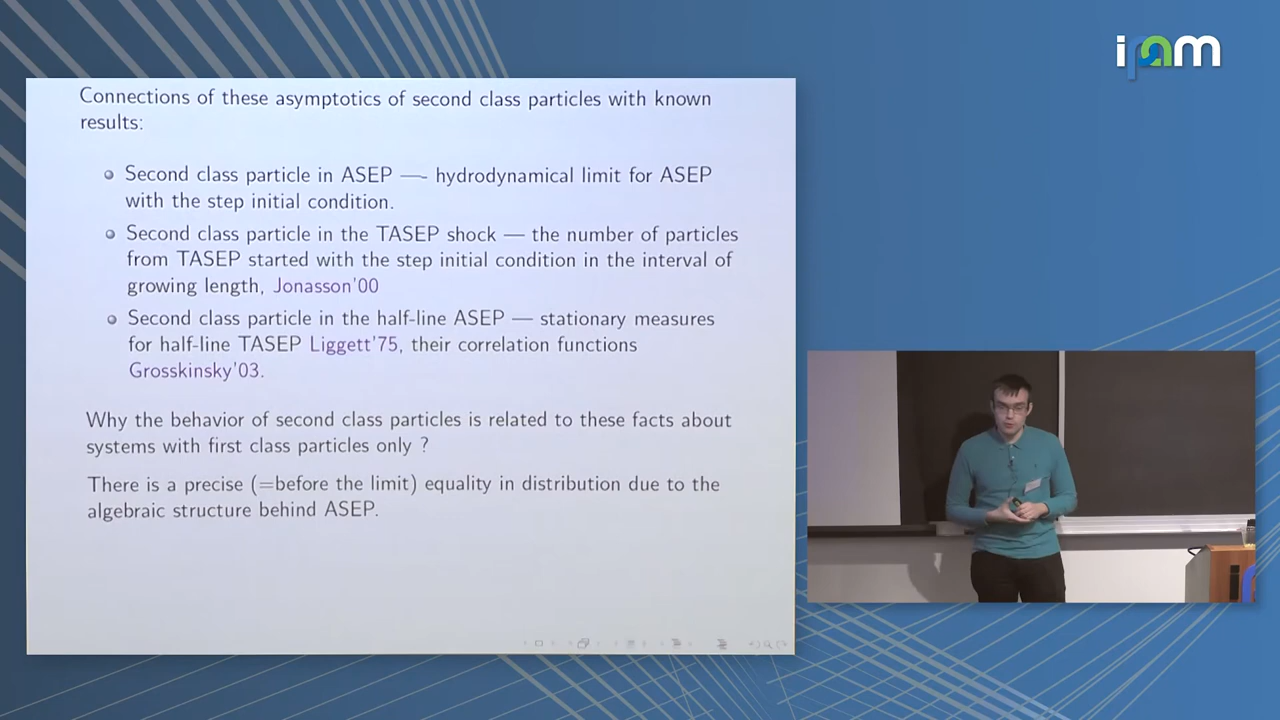 ipam
Connections of these asymptotics of second class particles with known
results:
Second class particle in ASEP — hydrodynamical limit for ASEP
with the step initial condition.
Second class particle in the TASEP shock — the number of particles
from TASEP started with the step initial condition in the interval of
growing length, Jonasson'00
Second class particle in the half-line ASEP — stationary measures
for half-line TASEP Liggett'75, their correlation functions
Grosskinsky'03.
Why the behavior of second class particles is related to these facts about
systems with first class particles only ?
There is a precise (=before the limit) equality in distribution due to the
algebraic structure behind ASEP.